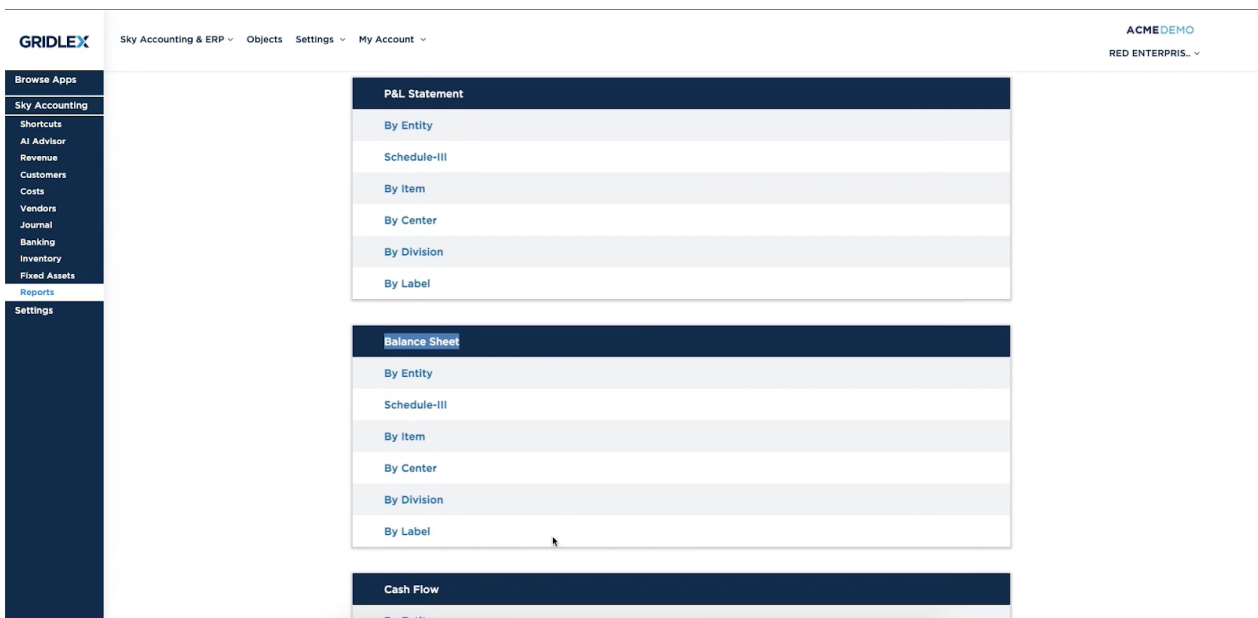 GRIDLEX
Sky Accounting & ERP
Objects
Settings
My Account
ACMEDEMO
RED ENTERPRIS..
Browse Apps
Sky Accounting
Shortcuts
AI Advisor
Revenue
Customers
Costs
Vendors
Journal
Banking
Inventory
Fixed Assets
Reports
Settings
P&L Statement
By Entity
Schedule-III
By Item
By Center
By Division
By Label
Balance Sheet
By Entity
Schedule-III
By Item
By Center
By Division
By Label
Cash Flow